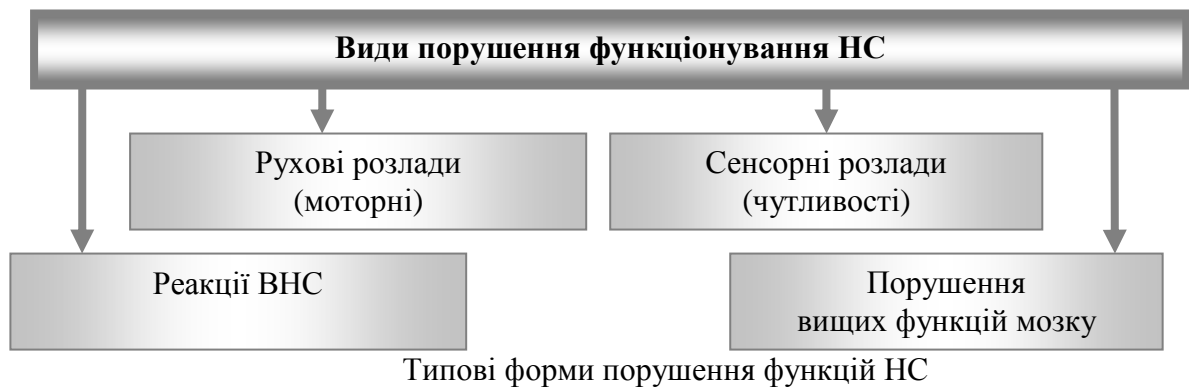 Види порушення функціонування НС
Рухові розлади
(моторні)
Сенсорні розлади
(чутливості)
Реакції ВНС
Порушення
вищих функцій мозку
Типові форми порушення функцій НС